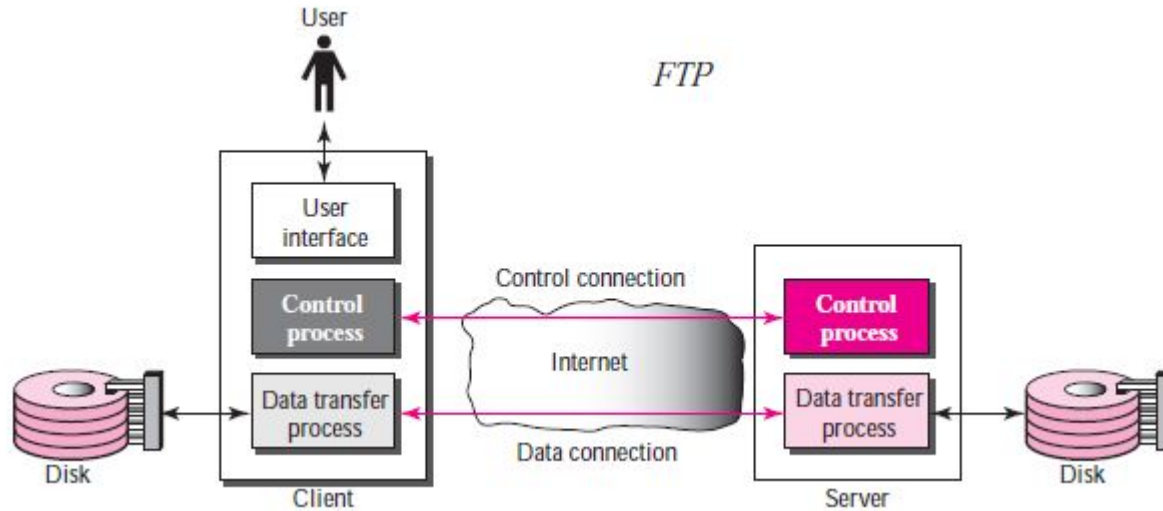 User
FTP
User
interface
Control connection
Control
process
Control
process
Internet
Data transfer
process
Data transfer
process
Disk
Data connection
Disk
Client
Server